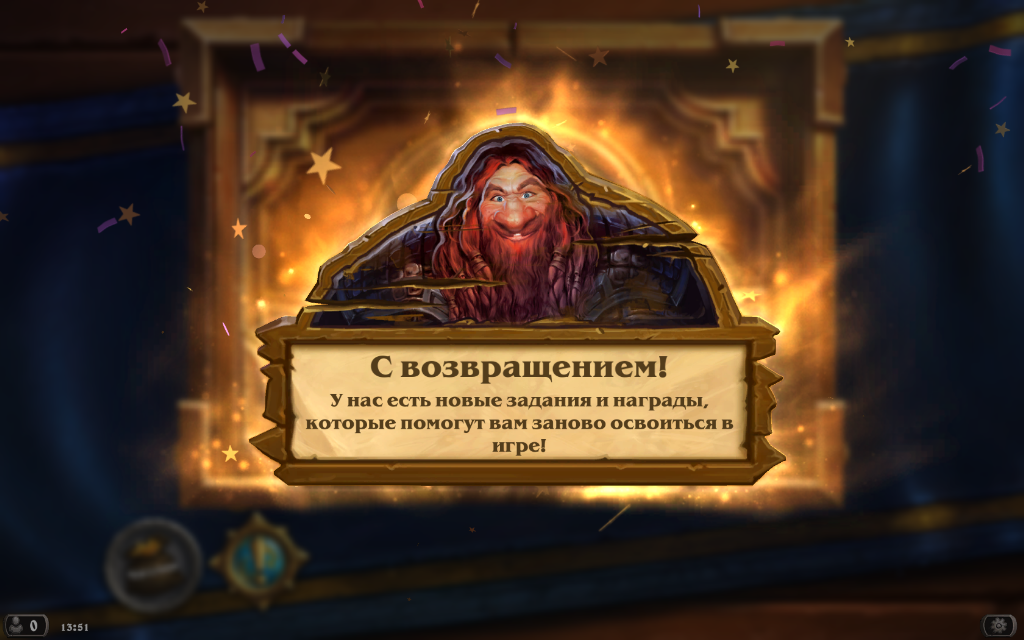 С возвращением!
У нас есть новые задания и награды,
которые помогут вам заново освоиться в
игре!
0
13:51